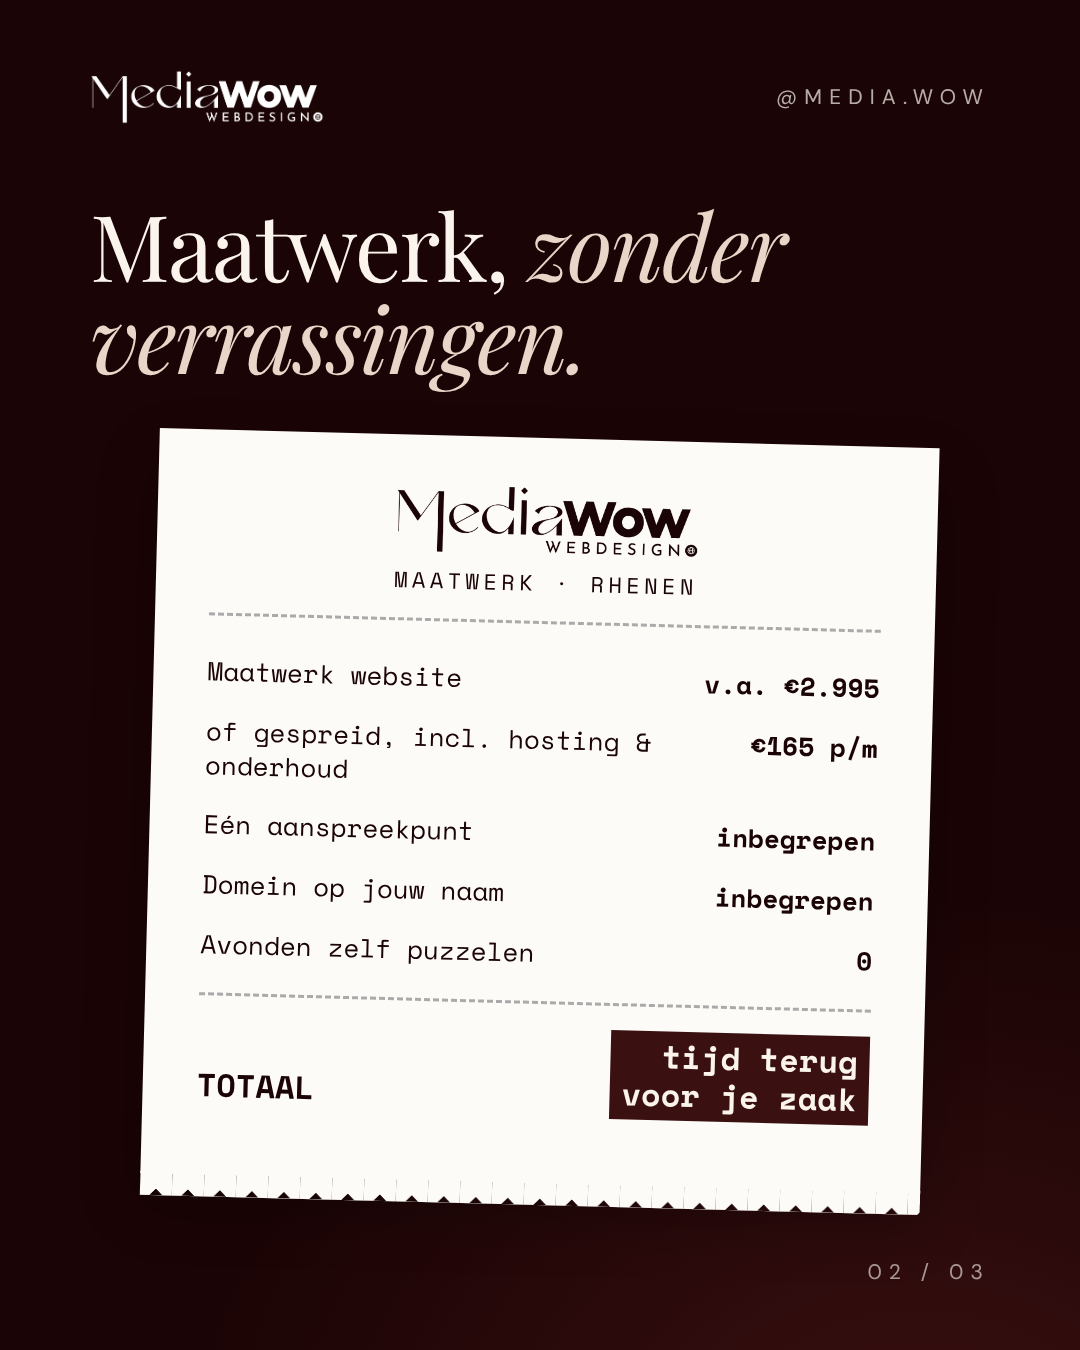 MediaWow
WEBDESIGN
@MEDIA.WOW
Maatwerk, zonder
verrassingen.
MediaWow
WEBDESIGN
MAATWERK · RHENEN
Maatwerk website v.a. €2.995
of gespreid, incl. hosting & €165 p/m
onderhoud
Eén aanspreekpunt inbegrepen
Domein op jouw naam inbegrepen
Avonden zelf puzzelen 0
tijd terug
TOTAAL voor je zaak
02 / 03